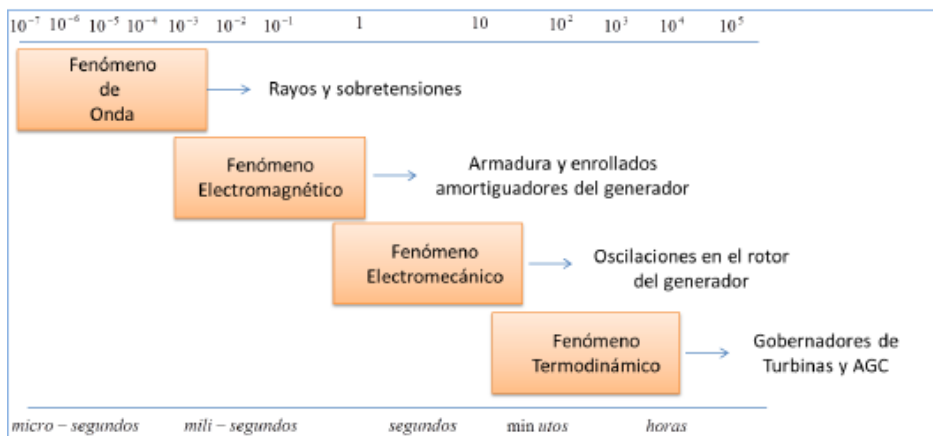 10⁻⁷ 10⁻⁶ 10⁻⁵ 10⁻⁴ 10⁻³ 10⁻² 10⁻¹ 1 10 10² 10³ 10⁴ 10⁵
Fenómeno
de
Onda
Rayos y sobretensiones
Fenómeno
Electromagnético
Armadura y enrollados
amortiguadores del generador
Fenómeno
Electromecánico
Oscilaciones en el rotor
del generador
Fenómeno
Termodinámico
Gobernadores de
Turbinas y AGC
micro – segundos mili – segundos segundos min utos horas